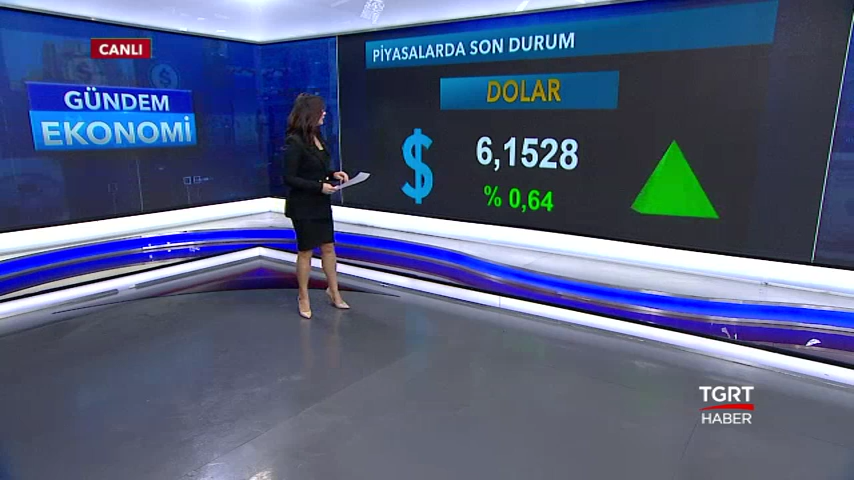 CANLI
GÜNDEM
EKONOMİ
PİYASALARDA SON DURUM
DOLAR
$ 6,1528
% 0,64
TGRT
HABER